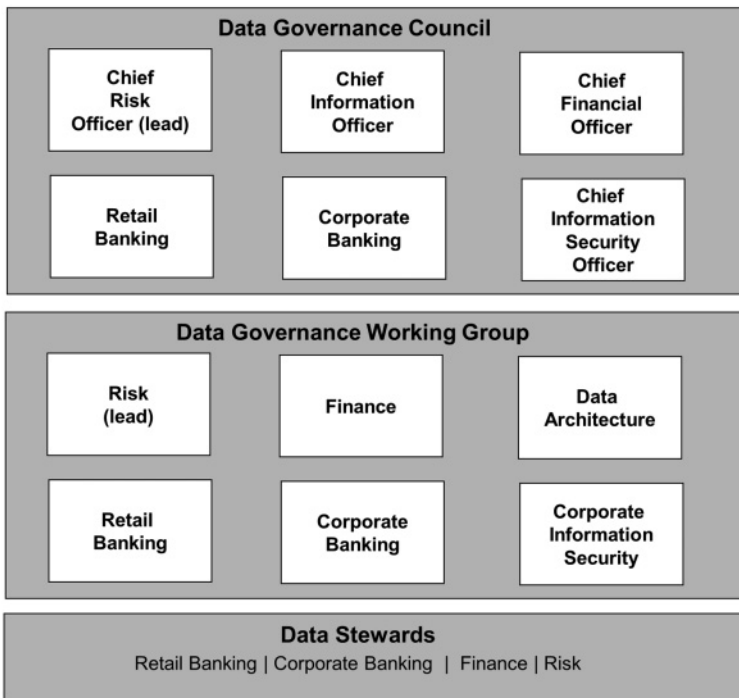 Data Governance Council
Chief
Risk
Officer (lead)
Chief
Information
Officer
Chief
Financial
Officer
Retail
Banking
Corporate
Banking
Chief
Information
Security
Officer
Data Governance Working Group
Risk
(lead)
Finance
Data
Architecture
Retail
Banking
Corporate
Banking
Corporate
Information
Security
Data Stewards
Retail Banking | Corporate Banking | Finance | Risk